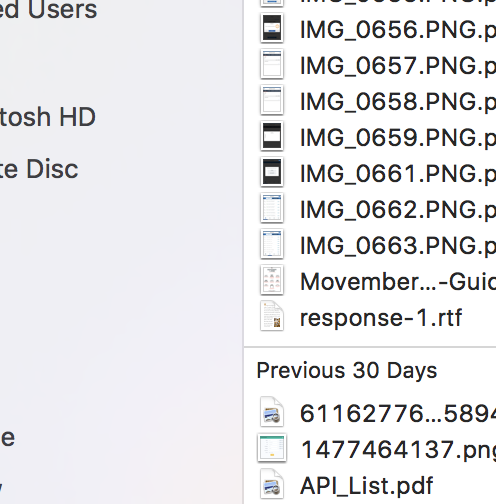 ed Users
tosh HD
te Disc
e
IMG_0656.PNG.p
IMG_0657.PNG.p
IMG_0658.PNG.p
IMG_0659.PNG.p
IMG_0661.PNG.p
IMG_0662.PNG.p
IMG_0663.PNG.p
Movember...-Guid
response-1.rtf
Previous 30 Days
61162776...5894
1477464137.png
API_List.pdf